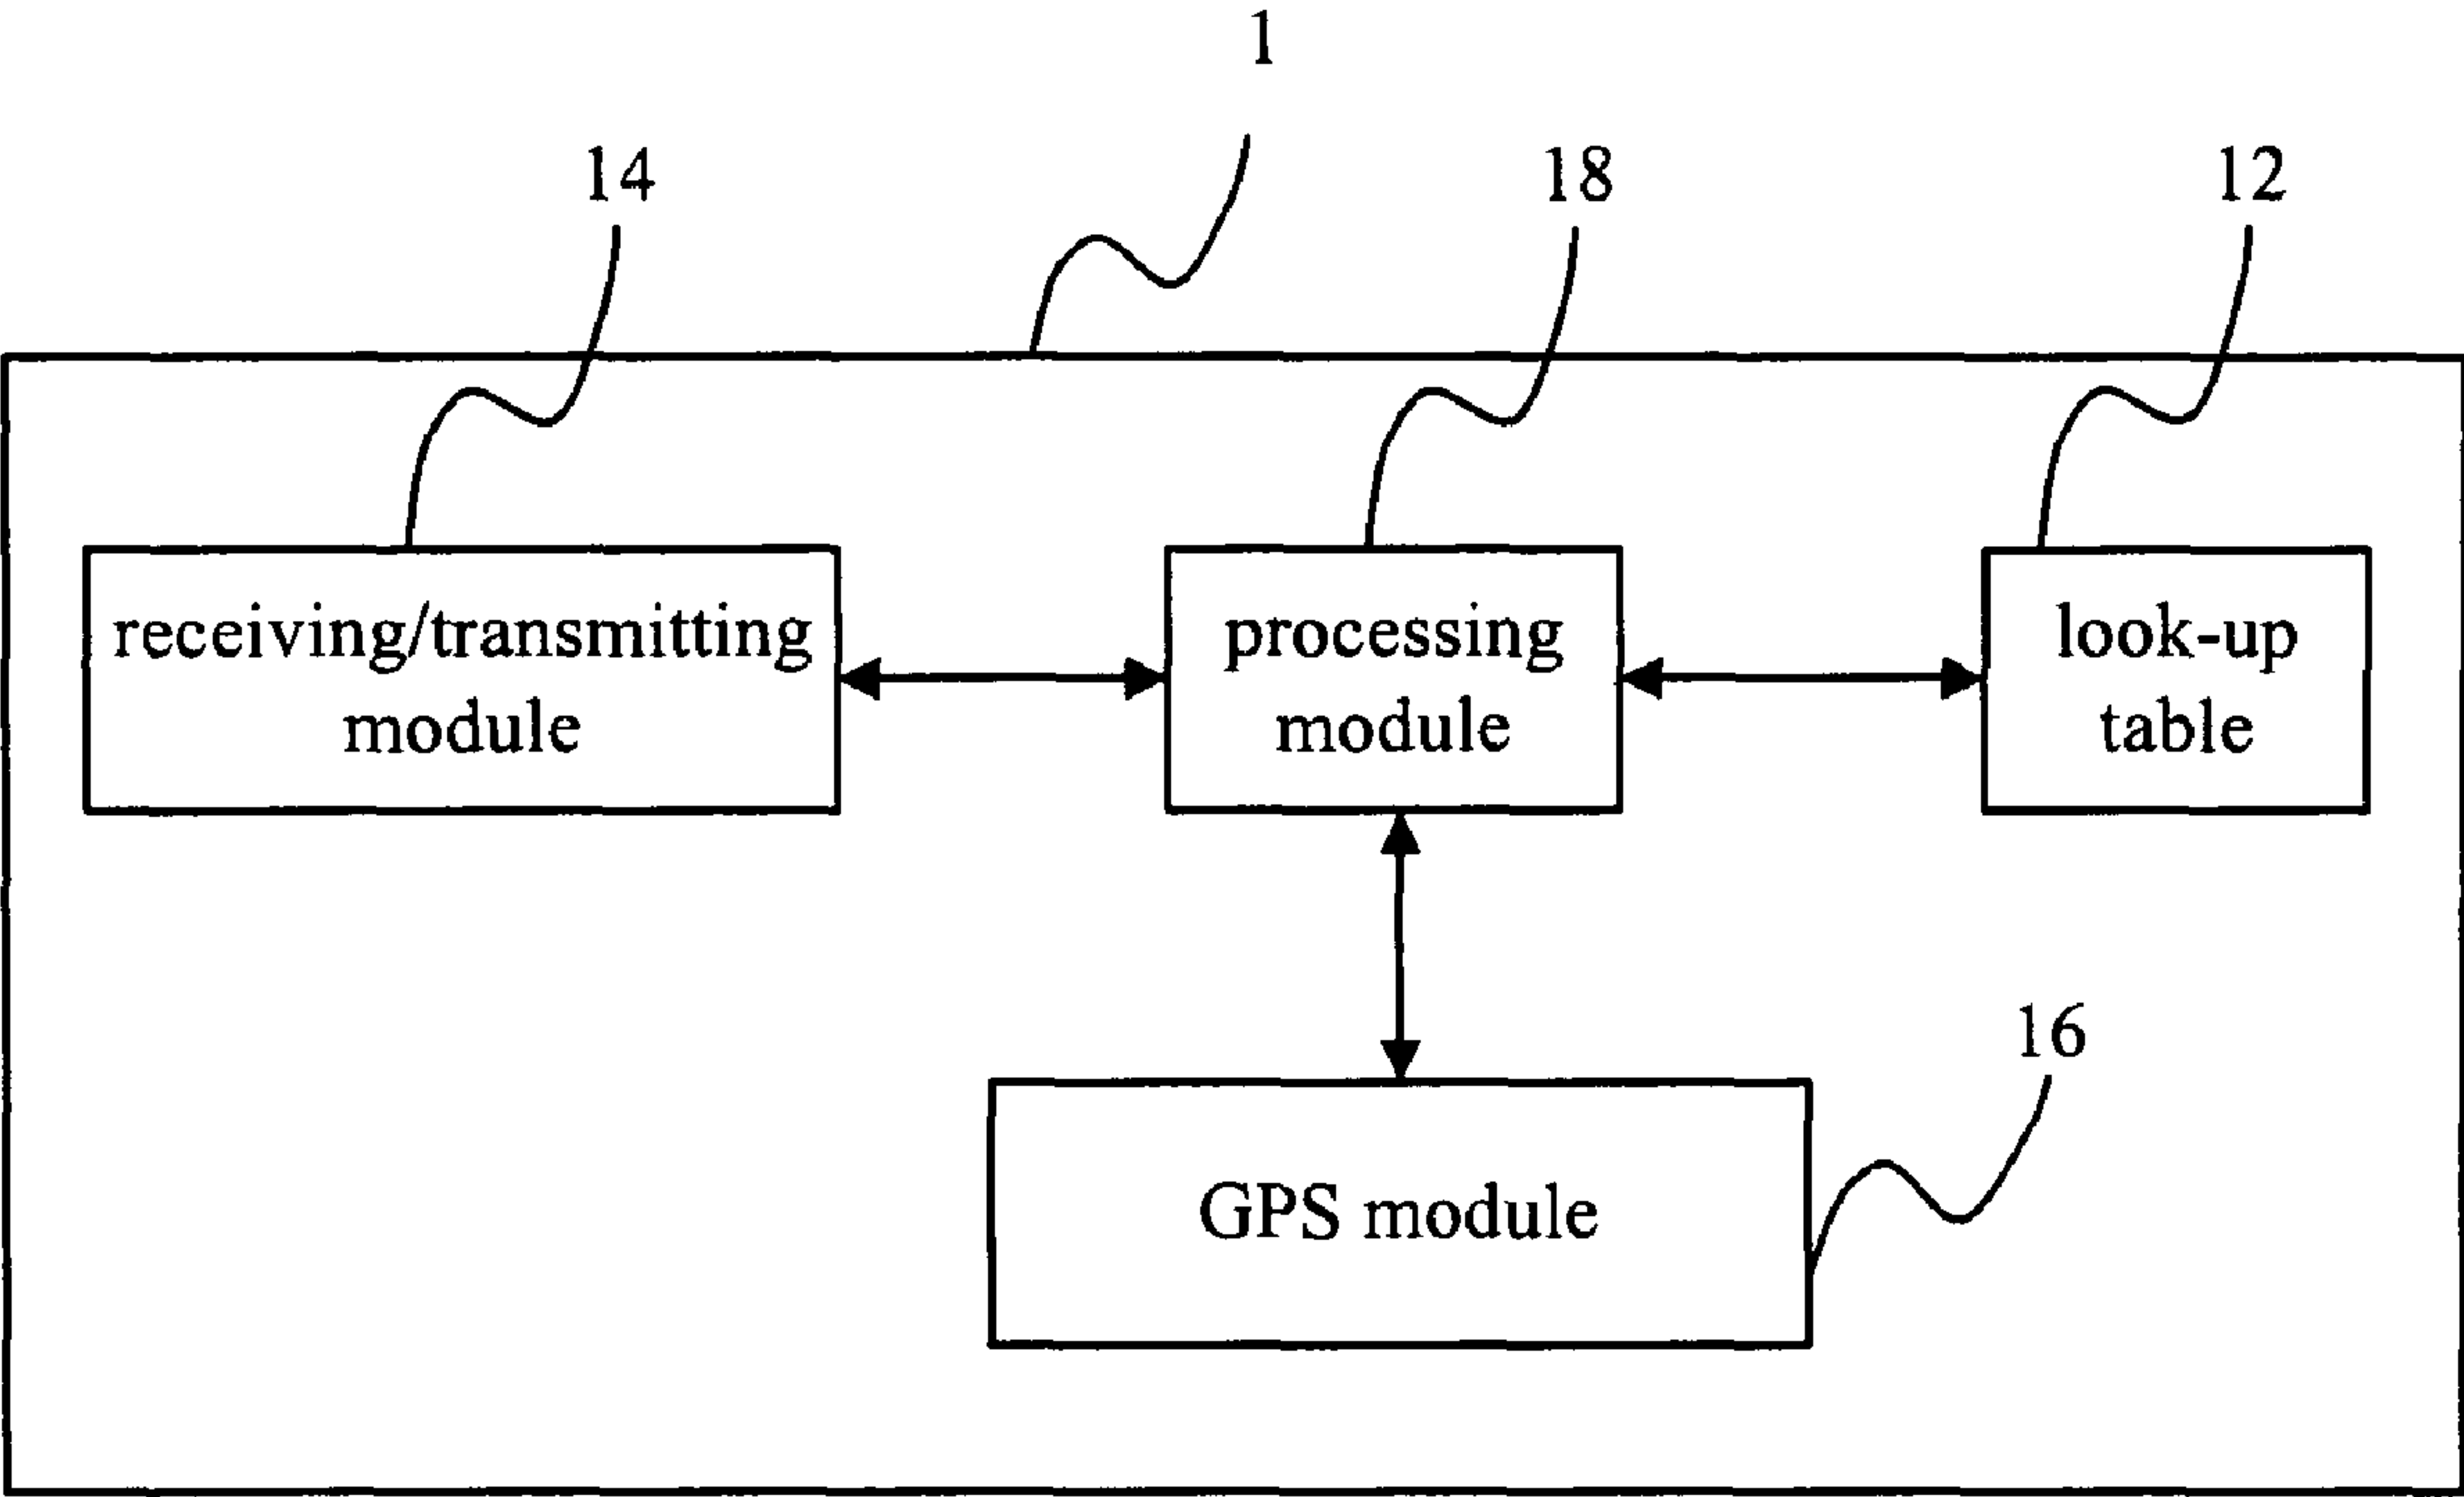 1
14
18
12
receiving/transmitting
module
processing
module
look-up
table
16
GPS module